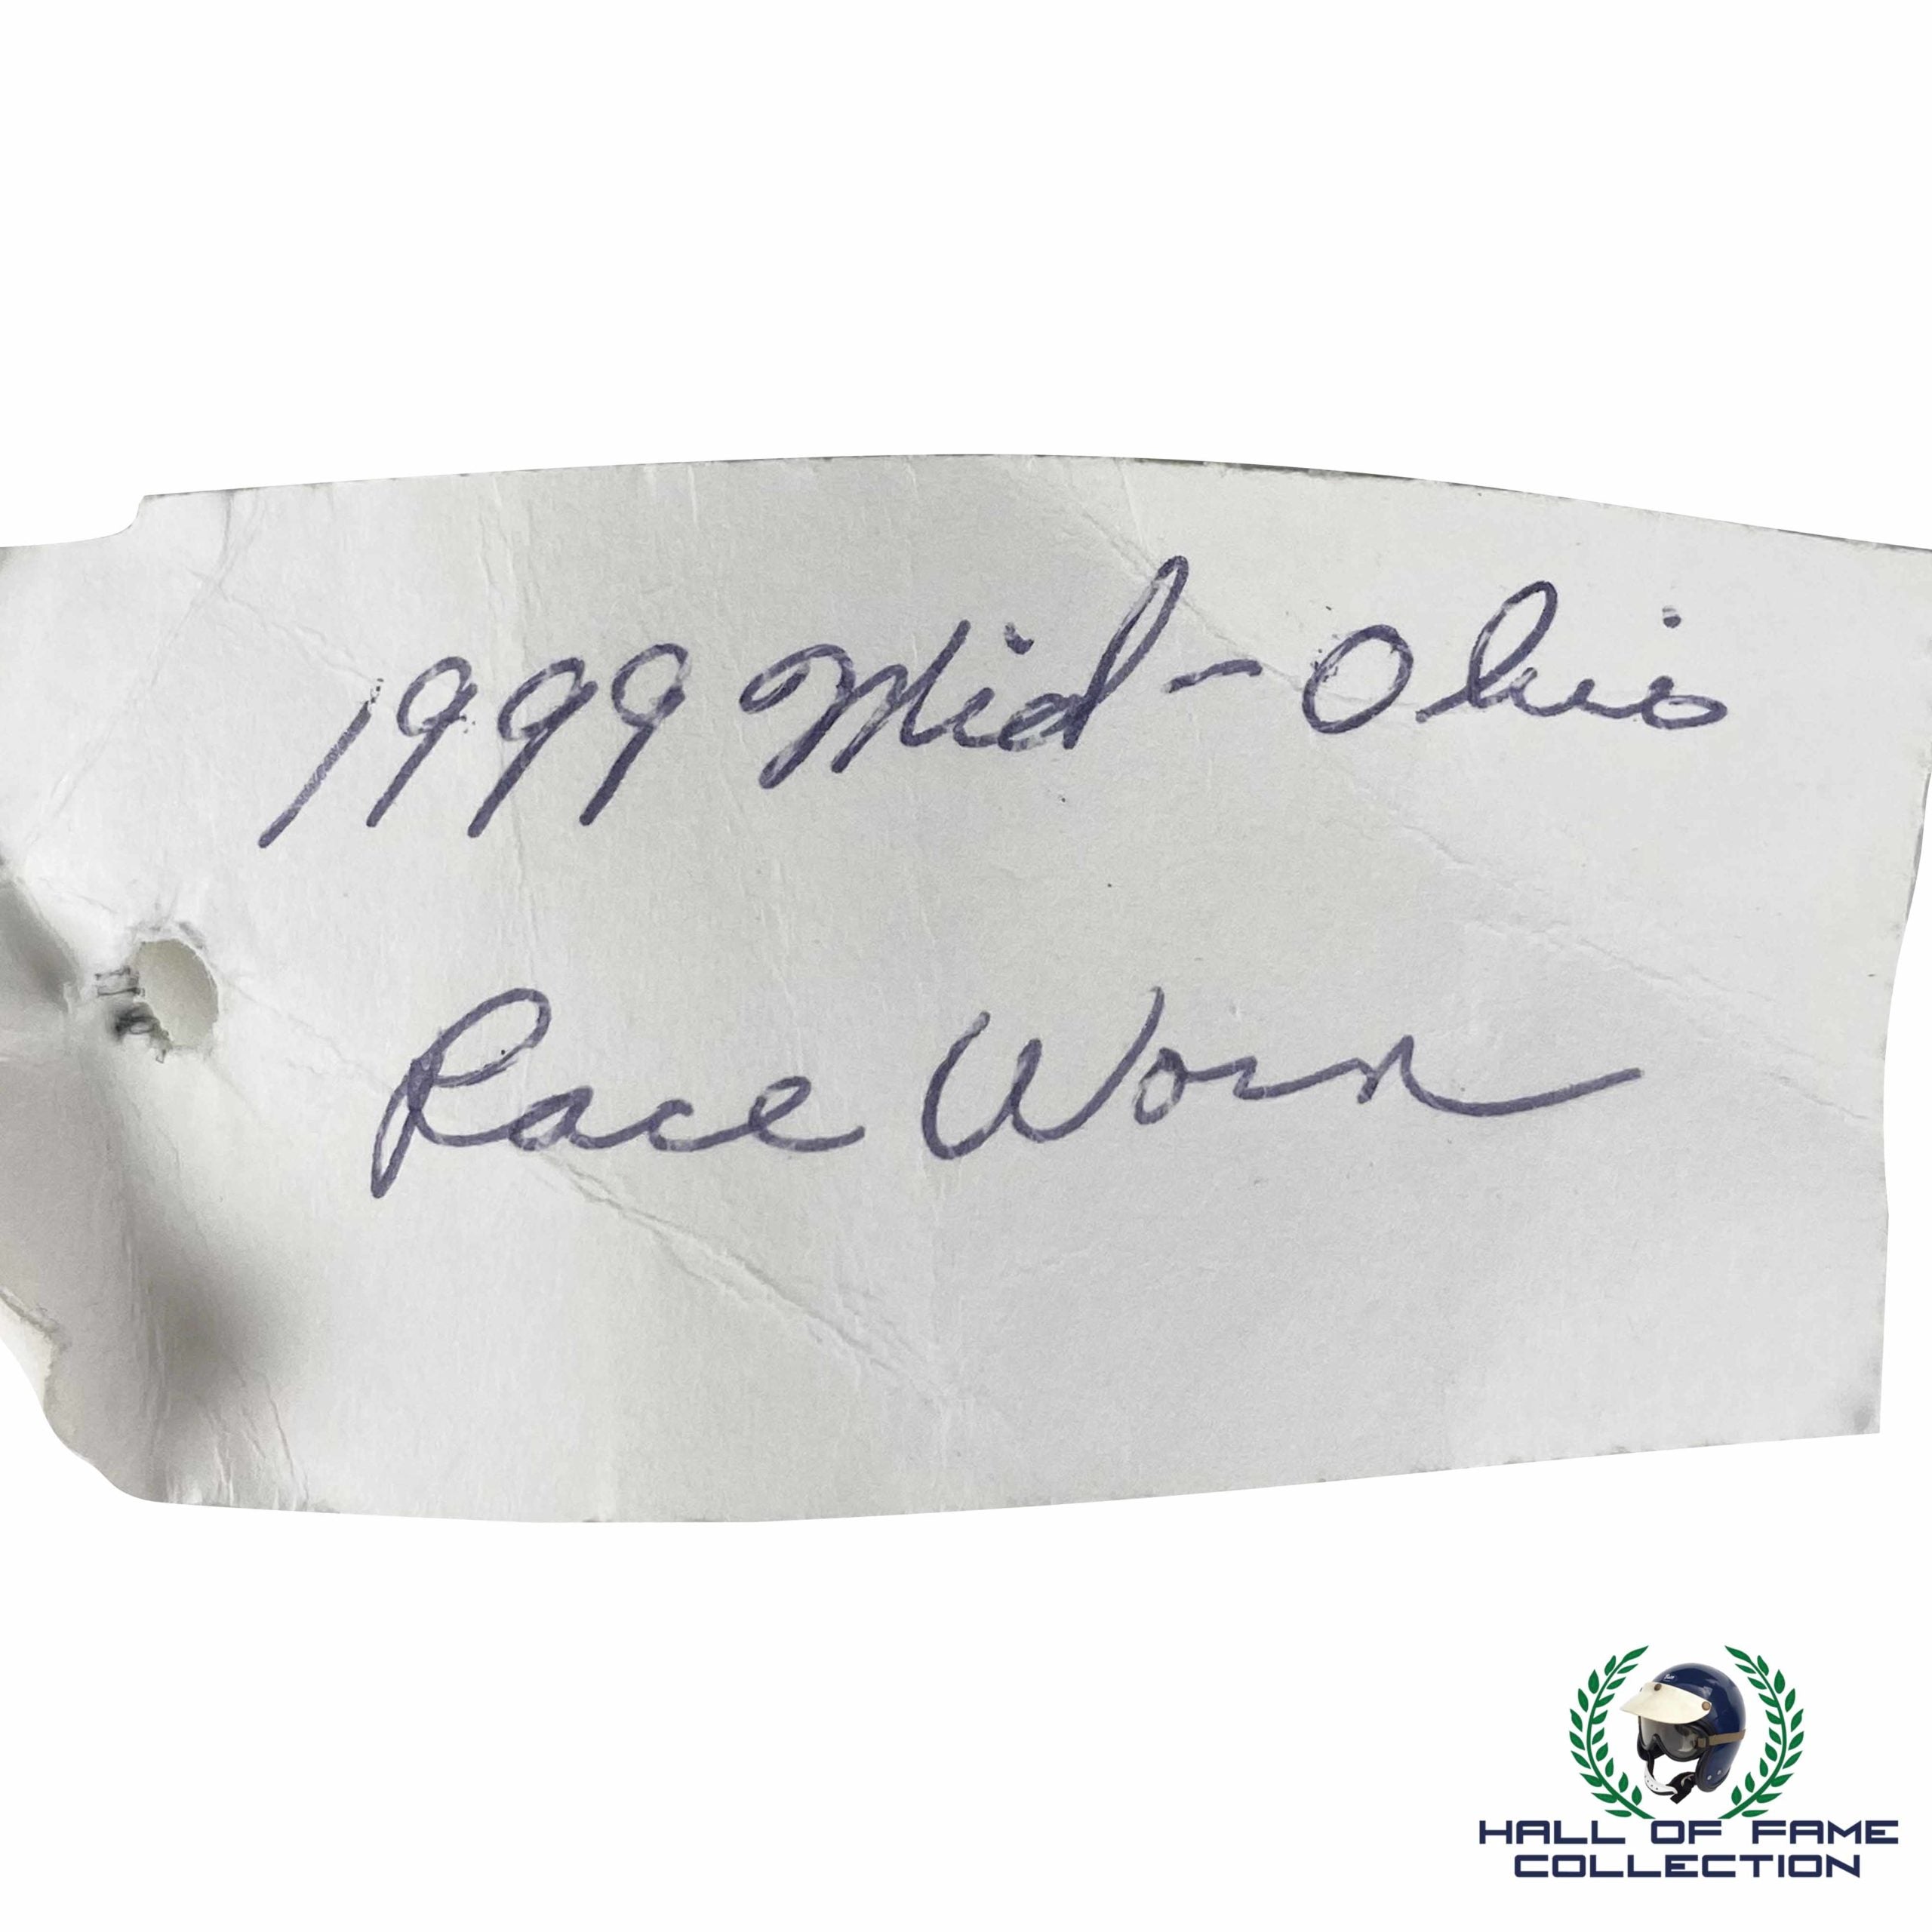 1999 Mid-Ohio
Race Worn
HALL OF FAME
COLLECTION